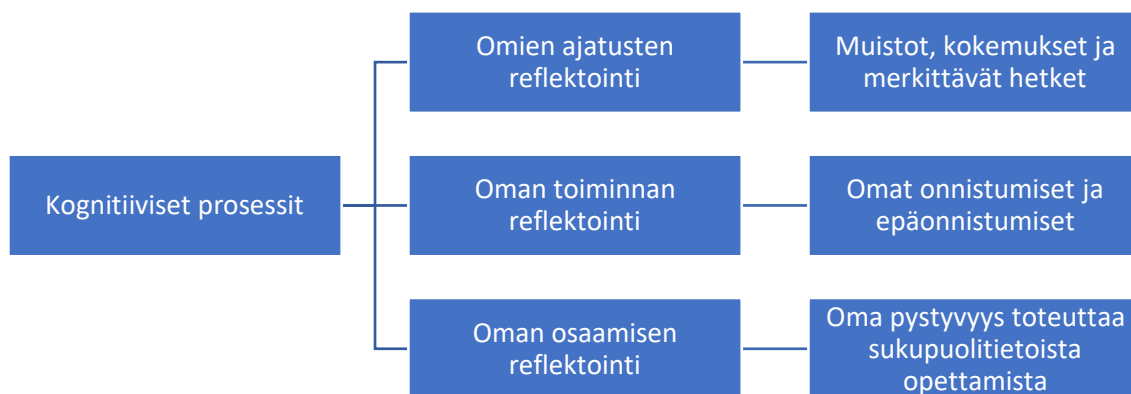 Omien ajatusten
reflektointi
Muistot, kokemukset ja
merkittävät hetket
Kognitiiviset prosessit
Oman toiminnan
reflektointi
Omat onnistumiset ja
epäonnistumiset
Oman osaamisen
reflektointi
Oma pystyvyys toteuttaa
sukupuolitietoista
opettamista